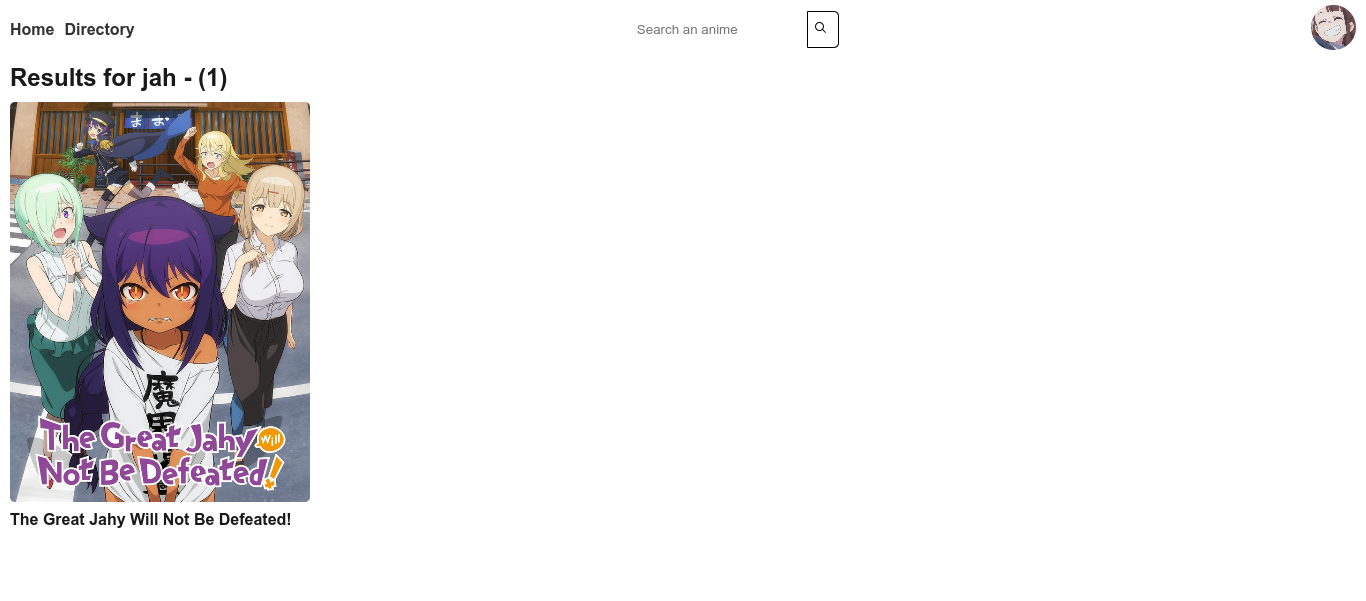 Home Directory
Search an anime
Results for jah - (1)
まお
魔界
The Great Jahy Will
Not Be Defeated!
The Great Jahy Will Not Be Defeated!